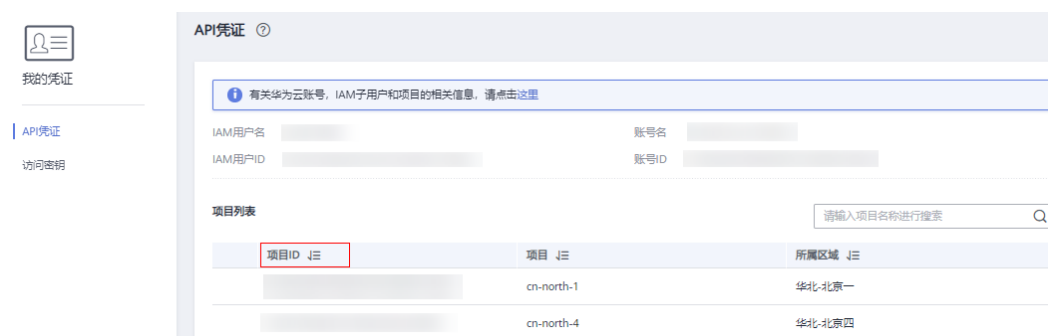 API凭证
我的凭证
有关华为云账号，IAM子用户和项目的相关信息，请点击这里
API凭证
IAM用户名 账号名
访问密钥
IAM用户ID 账号ID
项目列表
请输入项目名称进行搜索
项目ID 项目 所属区域
cn-north-1 华北-北京一
cn-north-4 华北-北京四